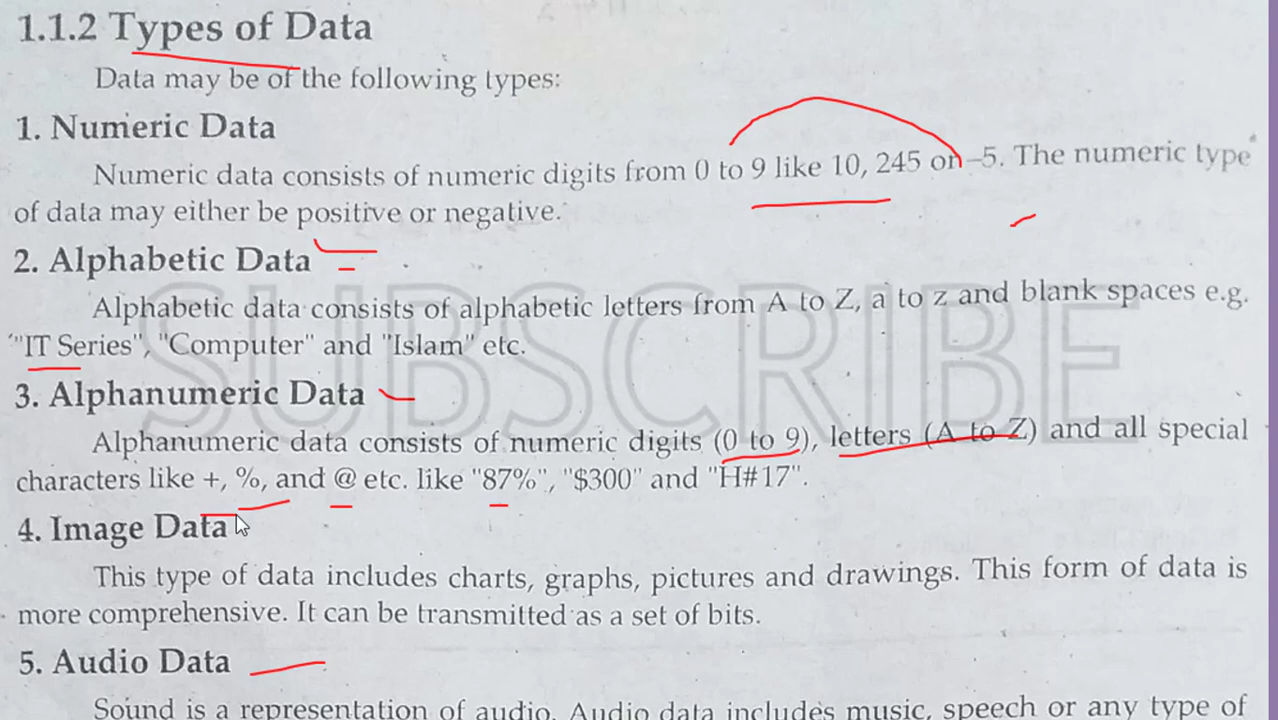 1.1.2 Types of Data
Data may be of the following types:
1. Numeric Data
Numeric data consists of numeric digits from 0 to 9 like 10, 245 or –5. The numeric type
of data may either be positive or negative.
2. Alphabetic Data
Alphabetic data consists of alphabetic letters from A to Z, a to z and blank spaces e.g.
"IT Series", "Computer" and "Islam" etc.
SUBSCRIBE
3. Alphanumeric Data
Alphanumeric data consists of numeric digits (0 to 9), letters (A to Z) and all special
characters like +, %, and @ etc. like "87%", "$300" and "H#17".
4. Image Data
This type of data includes charts, graphs, pictures and drawings. This form of data is
more comprehensive. It can be transmitted as a set of bits.
5. Audio Data
Sound is a representation of audio. Audio data includes music, speech or any type of